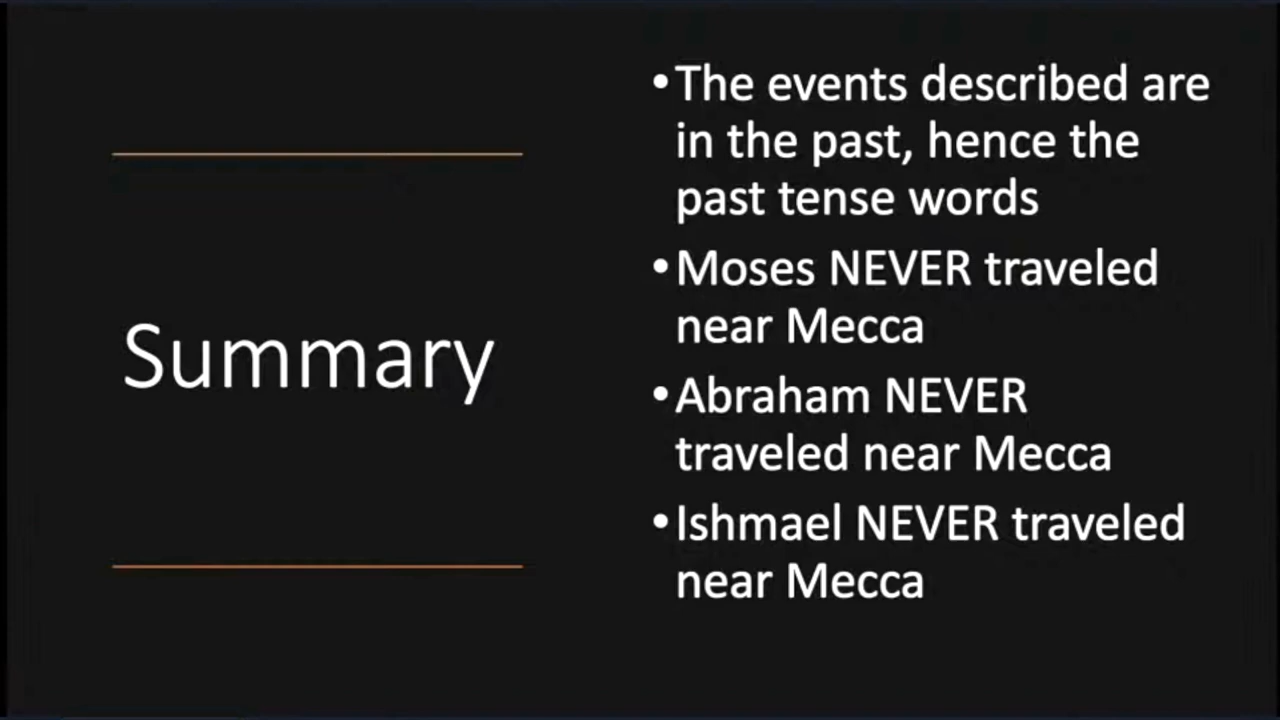 Summary
•The events described are
in the past, hence the
past tense words
•Moses NEVER traveled
near Mecca
•Abraham NEVER
traveled near Mecca
•Ishmael NEVER traveled
near Mecca